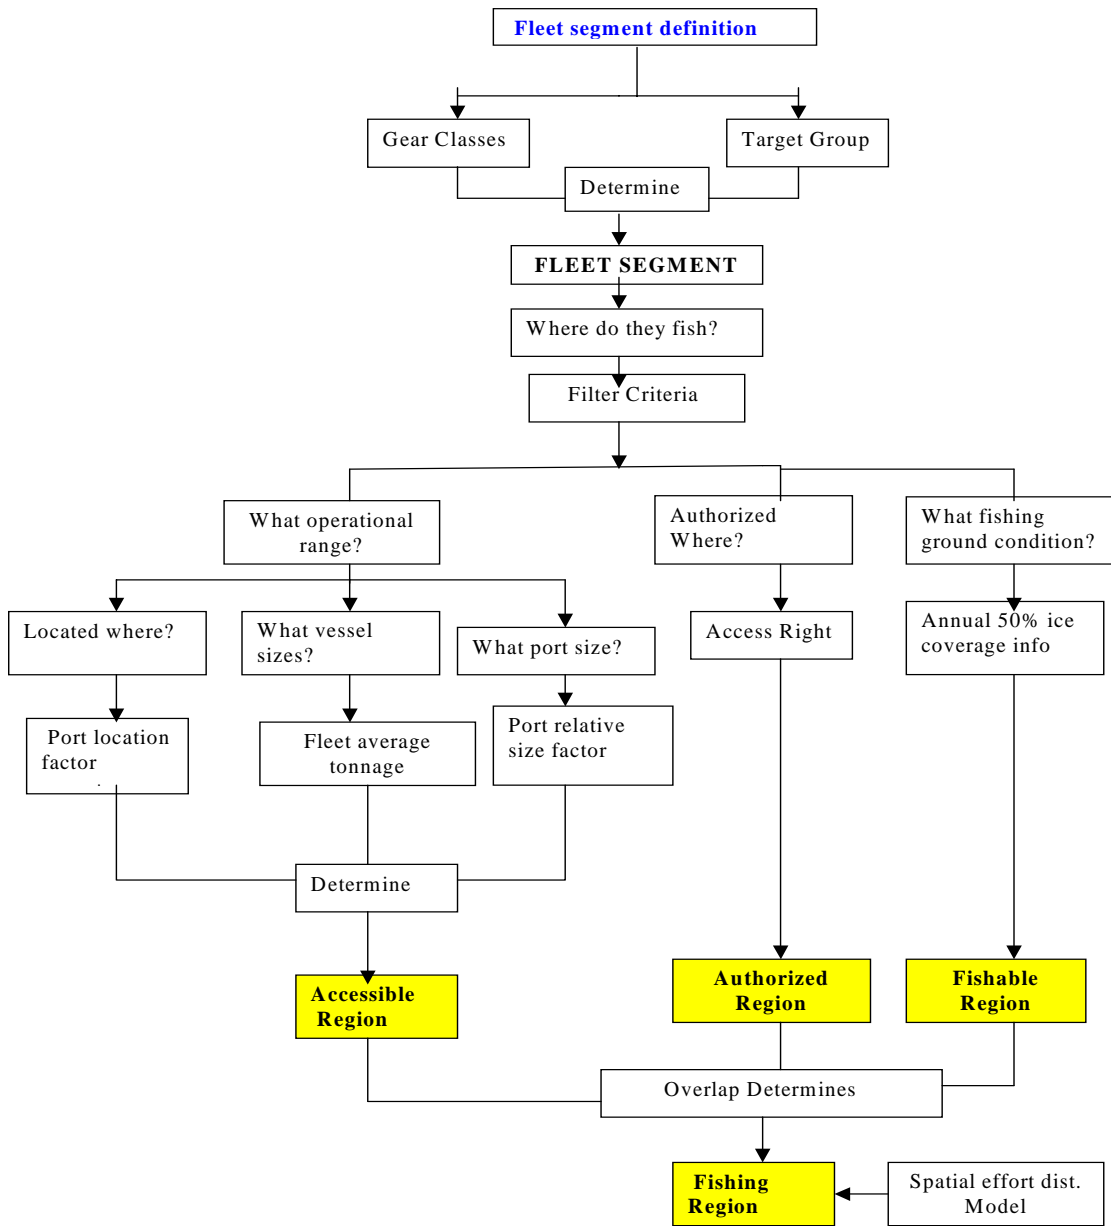 Fleet segment definition
Gear Classes
Target Group
Determine
FLEET SEGMENT
Where do they fish?
Filter Criteria
What operational
range?
Authorized
Where?
What fishing
ground condition?
Located where?
What vessel
sizes?
What port size?
Access Right
Annual 50% ice
coverage info
Port location
factor
Fleet average
tonnage
Port relative
size factor
Determine
Accessible
Region
Authorized
Region
Fishable
Region
Overlap Determines
Fishing
Region
Spatial effort dist.
Model